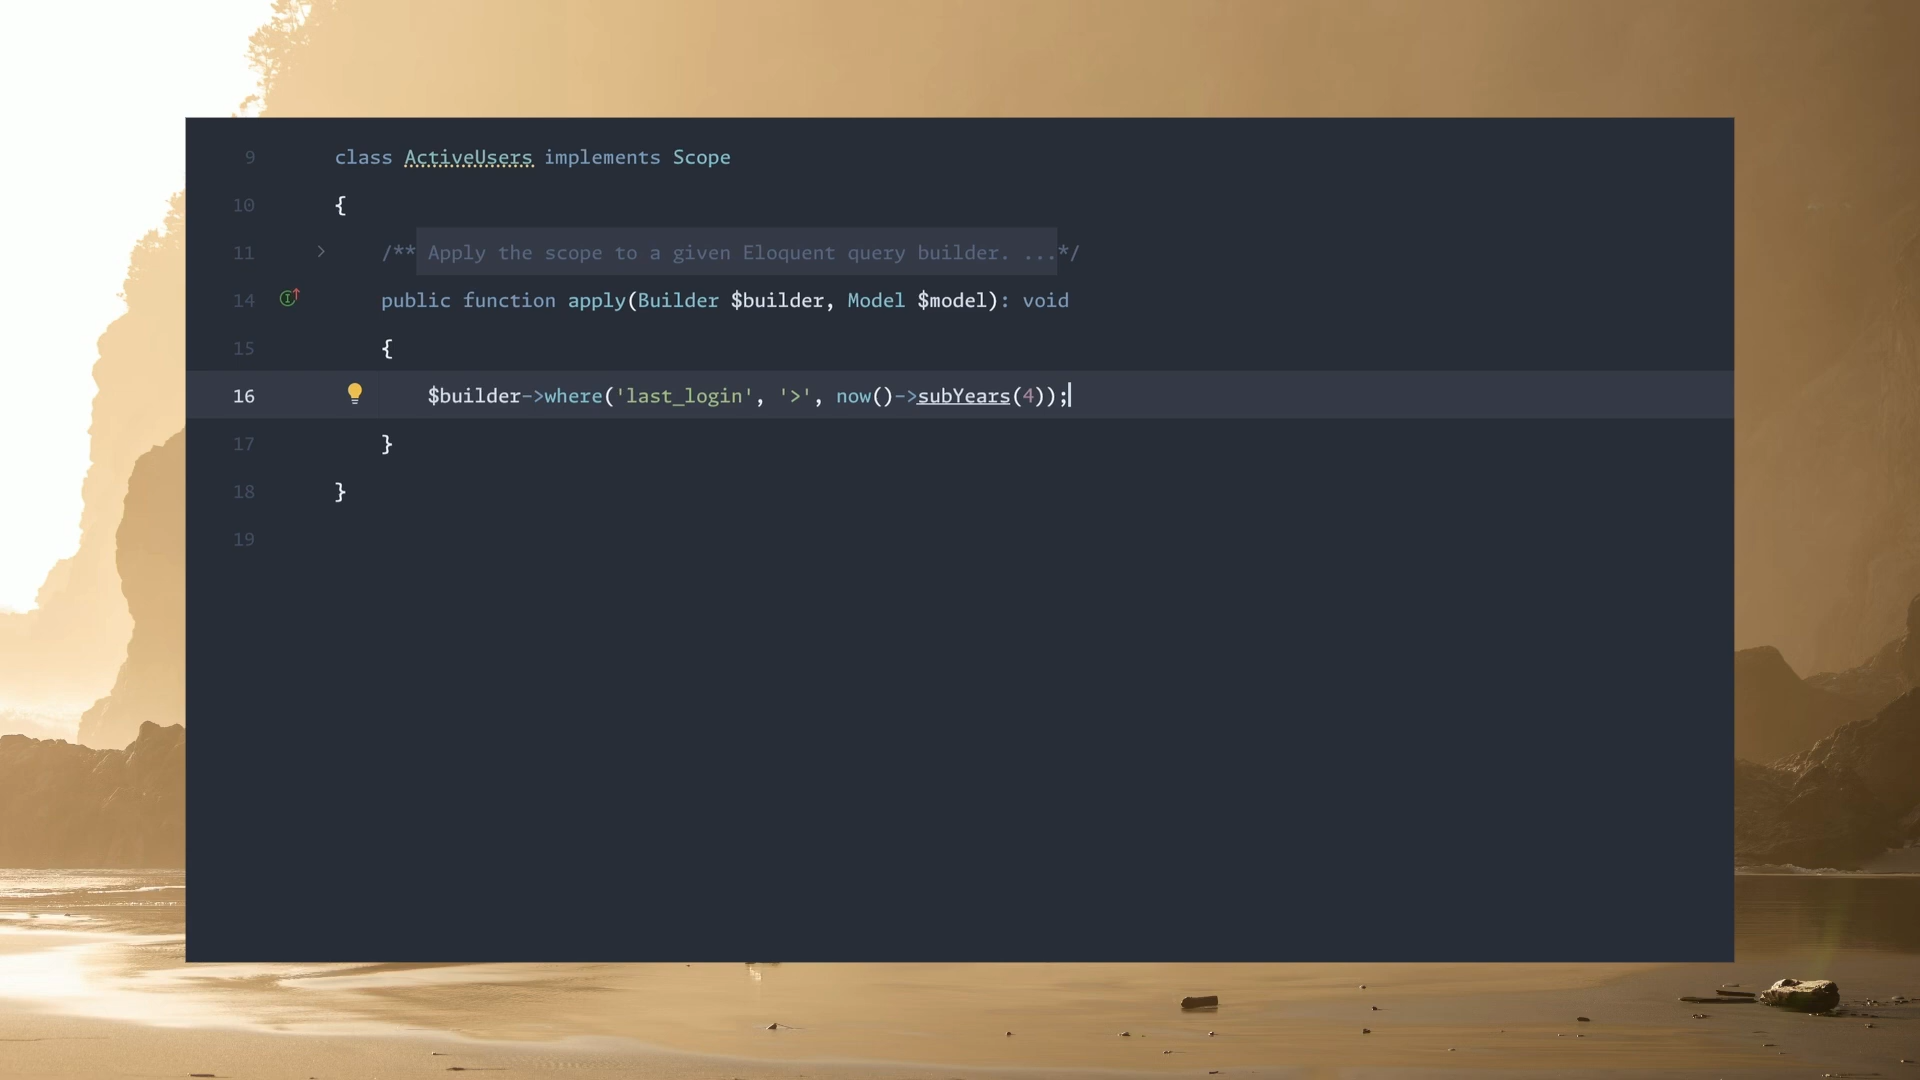 9 class ActiveUsers implements Scope
10 {
11 /** Apply the scope to a given Eloquent query builder. ...*/
14 public function apply(Builder $builder, Model $model): void
15 {
16 $builder->where('last_login', '>', now()->subYears(4));
17 }
18 }
19